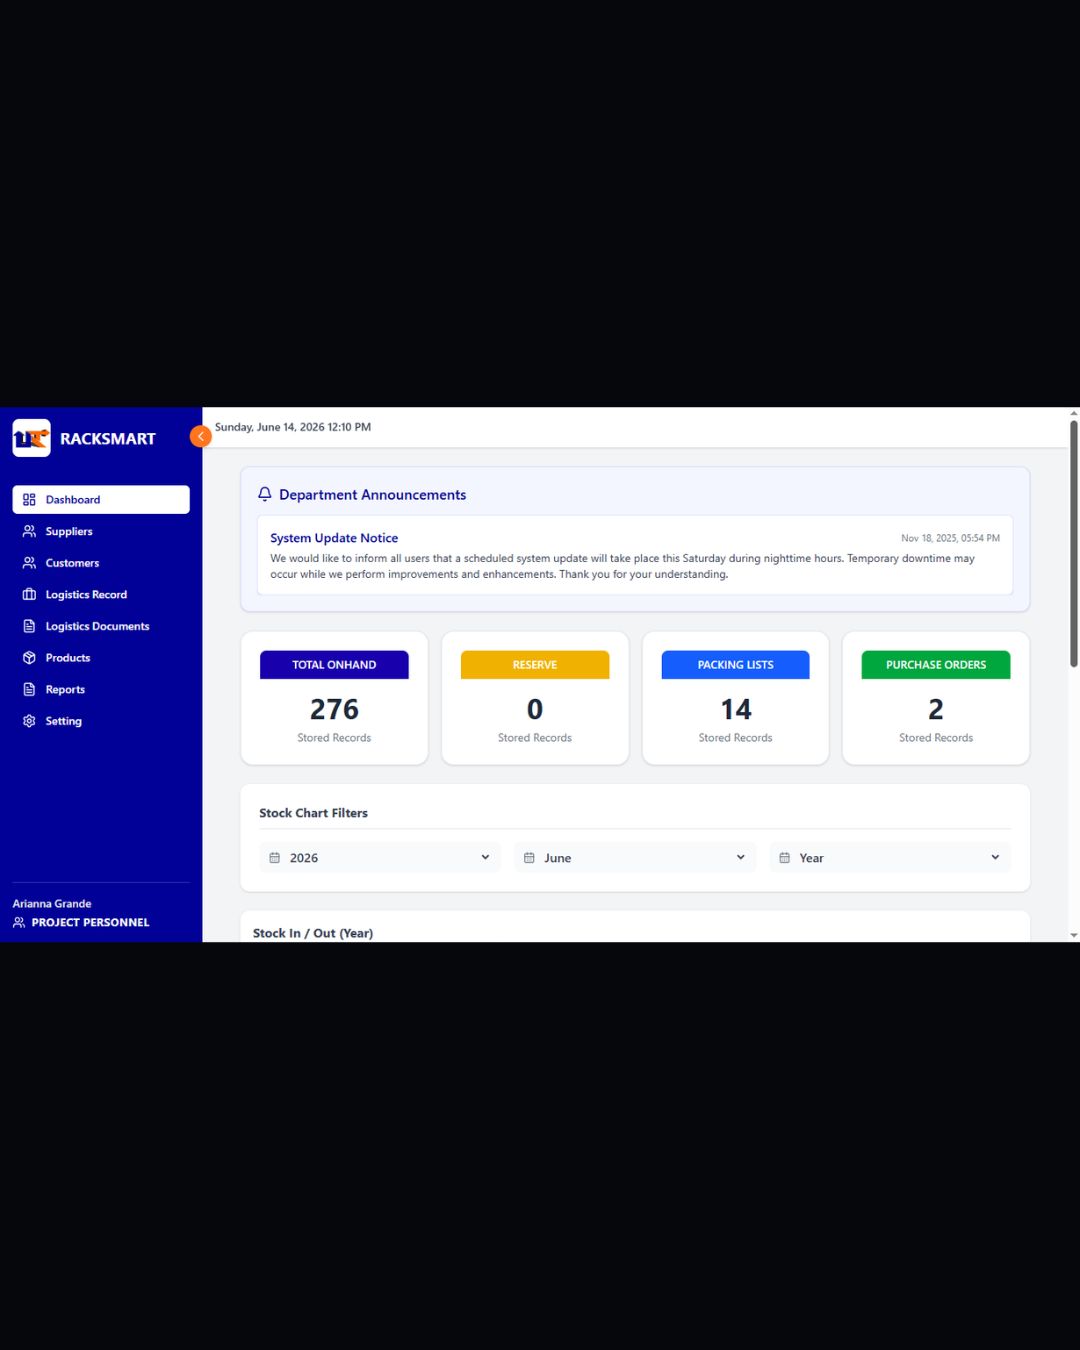 RACKSMART
Dashboard
Suppliers
Customers
Logistics Record
Logistics Documents
Products
Reports
Setting
Arianna Grande
PROJECT PERSONNEL
Sunday, June 14, 2026 12:10 PM
Department Announcements
System Update Notice
Nov 18, 2025, 05:54 PM
We would like to inform all users that a scheduled system update will take place this Saturday during nighttime hours. Temporary downtime may
occur while we perform improvements and enhancements. Thank you for your understanding.
TOTAL ONHAND
276
Stored Records
RESERVE
0
Stored Records
PACKING LISTS
14
Stored Records
PURCHASE ORDERS
2
Stored Records
Stock Chart Filters
2026
June
Year
Stock In / Out (Year)